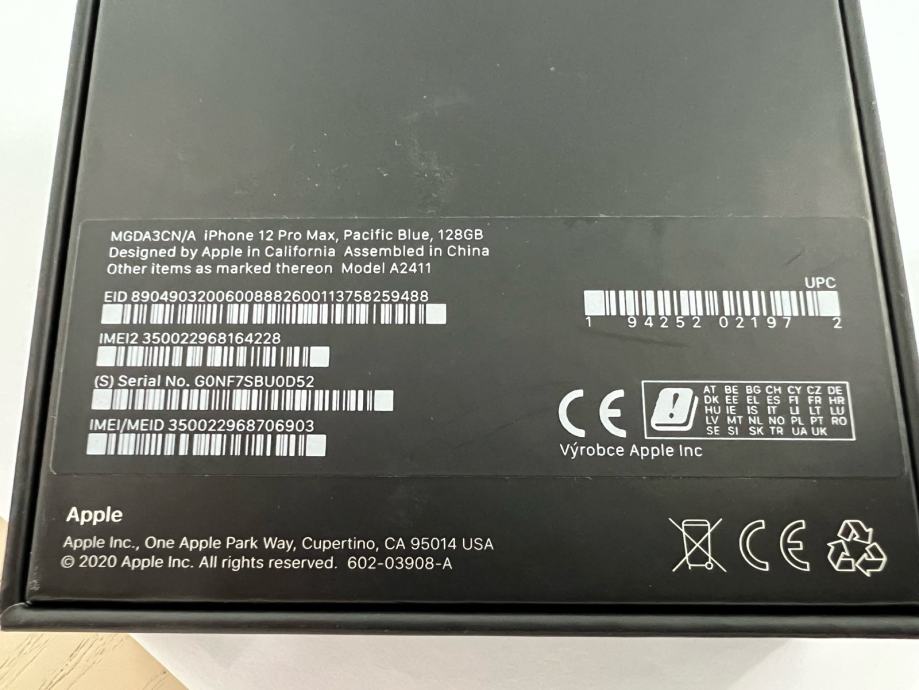 MGDA3CN/A iPhone 12 Pro Max, Pacific Blue, 128GB
Designed by Apple in California Assembled in China
Other items as marked thereon Model A2411
EID 89049032006008882600113758259488
IMEI2 350022968164228
(S) Serial No. G0NF7SBU0D52
IMEI/MEID 350022968706903
UPC
1 94252 02197 2
CE
AT BE BG CH CY CZ DE
DK EE EL ES FI FR HR
HU IE IS IT LI LT LU
LV MT NL NO PL PT RO
SE SI SK TR UA UK
Výrobce Apple Inc
Apple
Apple Inc., One Apple Park Way, Cupertino, CA 95014 USA
© 2020 Apple Inc. All rights reserved. 602-03908-A
CE